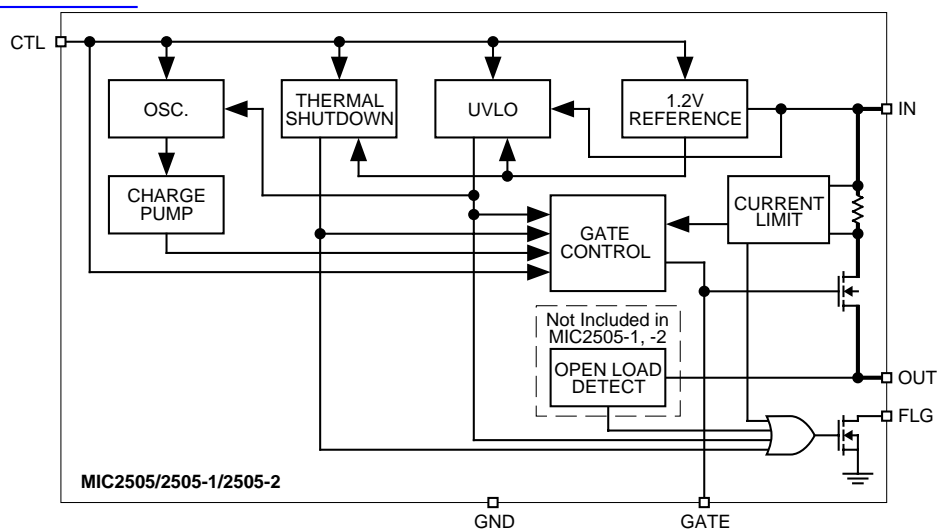 CTL
OSC.
THERMAL
SHUTDOWN
UVLO
1.2V
REFERENCE
IN
CHARGE
PUMP
CURRENT
LIMIT
GATE
CONTROL
Not Included in
MIC2505-1, -2
OPEN LOAD
DETECT
OUT
FLG
MIC2505/2505-1/2505-2
GND
GATE